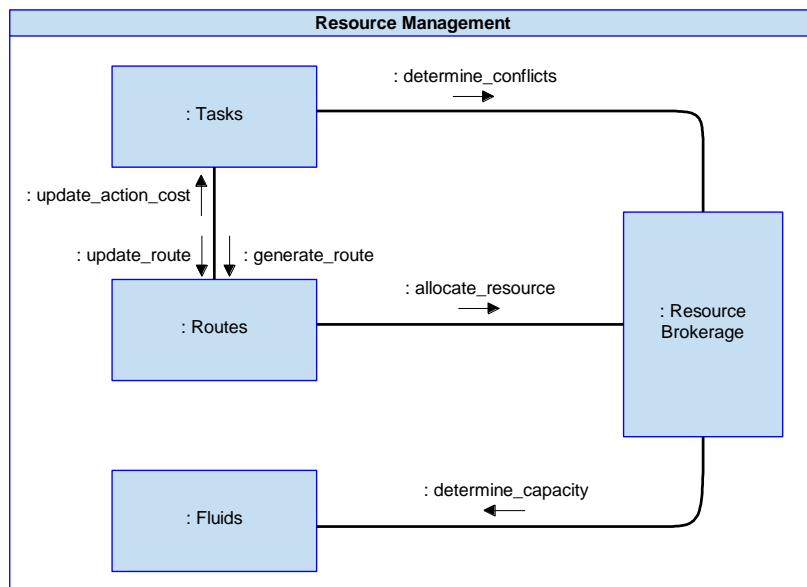 Resource Management
: determine_conflicts
: Tasks
: update_action_cost
: update_route
: generate_route
: allocate_resource
: Routes
: Resource
Brokerage
: determine_capacity
: Fluids